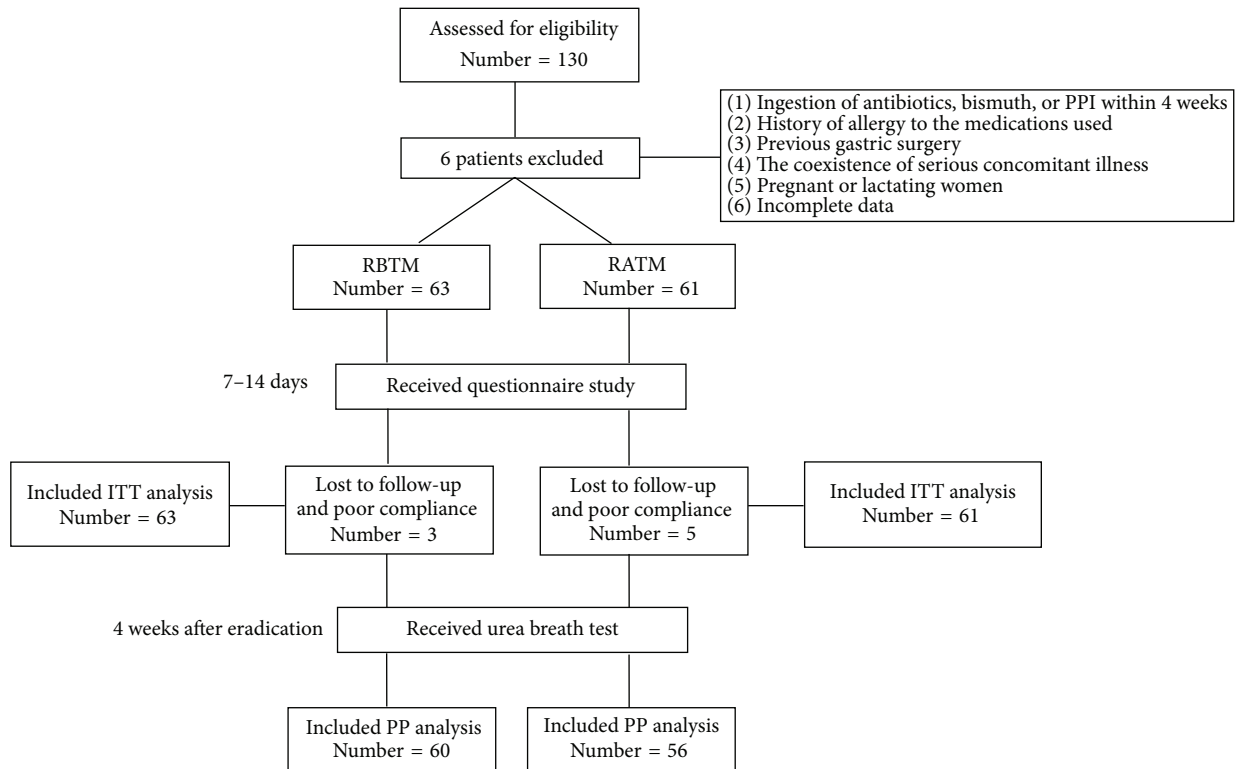 Assessed for eligibility
Number = 130
(1) Ingestion of antibiotics, bismuth, or PPI within 4 weeks
(2) History of allergy to the medications used
(3) Previous gastric surgery
(4) The coexistence of serious concomitant illness
(5) Pregnant or lactating women
(6) Incomplete data
6 patients excluded
RBTM
Number = 63
RATM
Number = 61
7–14 days
Received questionnaire study
Included ITT analysis
Number = 63
Lost to follow-up
and poor compliance
Number = 3
Lost to follow-up
and poor compliance
Number = 5
Included ITT analysis
Number = 61
4 weeks after eradication
Received urea breath test
Included PP analysis
Number = 60
Included PP analysis
Number = 56